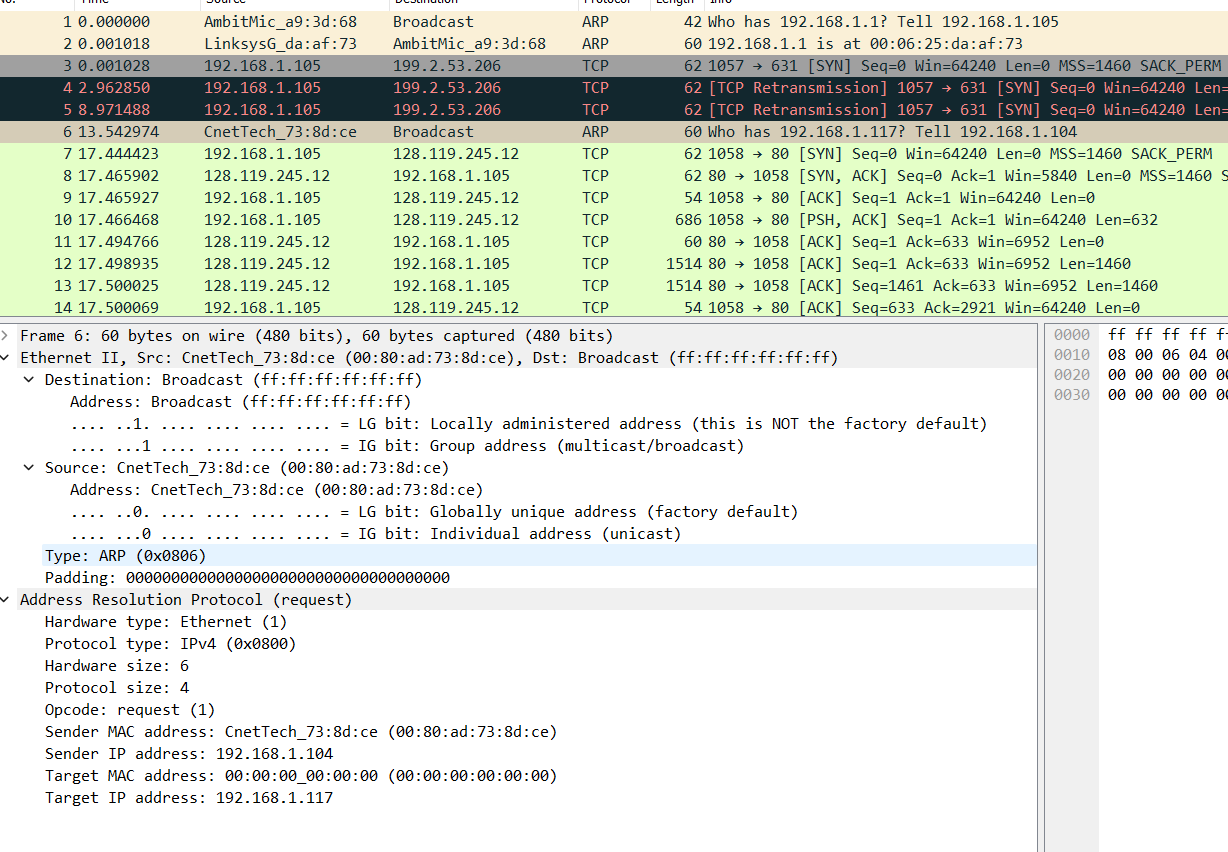 No. Time Source Destination Protocol Length Info
1 0.000000 AmbitMic_a9:3d:68 Broadcast ARP 42 Who has 192.168.1.1? Tell 192.168.1.105
2 0.001018 LinksysG_da:af:73 AmbitMic_a9:3d:68 ARP 60 192.168.1.1 is at 00:06:25:da:af:73
3 0.001028 192.168.1.105 199.2.53.206 TCP 62 1057 → 631 [SYN] Seq=0 Win=64240 Len=0 MSS=1460 SACK_PERM
4 2.962850 192.168.1.105 199.2.53.206 TCP 62 [TCP Retransmission] 1057 → 631 [SYN] Seq=0 Win=64240 Len=
5 8.971488 192.168.1.105 199.2.53.206 TCP 62 [TCP Retransmission] 1057 → 631 [SYN] Seq=0 Win=64240 Len=
6 13.542974 CnetTech_73:8d:ce Broadcast ARP 60 Who has 192.168.1.117? Tell 192.168.1.104
7 17.444423 192.168.1.105 128.119.245.12 TCP 62 1058 → 80 [SYN] Seq=0 Win=64240 Len=0 MSS=1460 SACK_PERM
8 17.465902 128.119.245.12 192.168.1.105 TCP 62 80 → 1058 [SYN, ACK] Seq=0 Ack=1 Win=5840 Len=0 MSS=1460 S
9 17.465927 192.168.1.105 128.119.245.12 TCP 54 1058 → 80 [ACK] Seq=1 Ack=1 Win=64240 Len=0
10 17.466468 192.168.1.105 128.119.245.12 TCP 686 1058 → 80 [PSH, ACK] Seq=1 Ack=1 Win=64240 Len=632
11 17.494766 128.119.245.12 192.168.1.105 TCP 60 80 → 1058 [ACK] Seq=1 Ack=633 Win=6952 Len=0
12 17.498935 128.119.245.12 192.168.1.105 TCP 1514 80 → 1058 [ACK] Seq=1 Ack=633 Win=6952 Len=1460
13 17.500025 128.119.245.12 192.168.1.105 TCP 1514 80 → 1058 [ACK] Seq=1461 Ack=633 Win=6952 Len=1460
14 17.500069 192.168.1.105 128.119.245.12 TCP 54 1058 → 80 [ACK] Seq=633 Ack=2921 Win=64240 Len=0
Frame 6: 60 bytes on wire (480 bits), 60 bytes captured (480 bits)
Ethernet II, Src: CnetTech_73:8d:ce (00:80:ad:73:8d:ce), Dst: Broadcast (ff:ff:ff:ff:ff:ff)
Destination: Broadcast (ff:ff:ff:ff:ff:ff)
Address: Broadcast (ff:ff:ff:ff:ff:ff)
.... ..1. .... .... .... .... = LG bit: Locally administered address (this is NOT the factory default)
.... ...1 .... .... .... .... = IG bit: Group address (multicast/broadcast)
Source: CnetTech_73:8d:ce (00:80:ad:73:8d:ce)
Address: CnetTech_73:8d:ce (00:80:ad:73:8d:ce)
.... ..0. .... .... .... .... = LG bit: Globally unique address (factory default)
.... ...0 .... .... .... .... = IG bit: Individual address (unicast)
Type: ARP (0x0806)
Padding: 000000000000000000000000000000000000
Address Resolution Protocol (request)
Hardware type: Ethernet (1)
Protocol type: IPv4 (0x0800)
Hardware size: 6
Protocol size: 4
Opcode: request (1)
Sender MAC address: CnetTech_73:8d:ce (00:80:ad:73:8d:ce)
Sender IP address: 192.168.1.104
Target MAC address: 00:00:00_00:00:00 (00:00:00:00:00:00)
Target IP address: 192.168.1.117
0000 ff ff ff ff f
0010 08 00 06 04 0
0020 00 00 00 00 0
0030 00 00 00 00 0